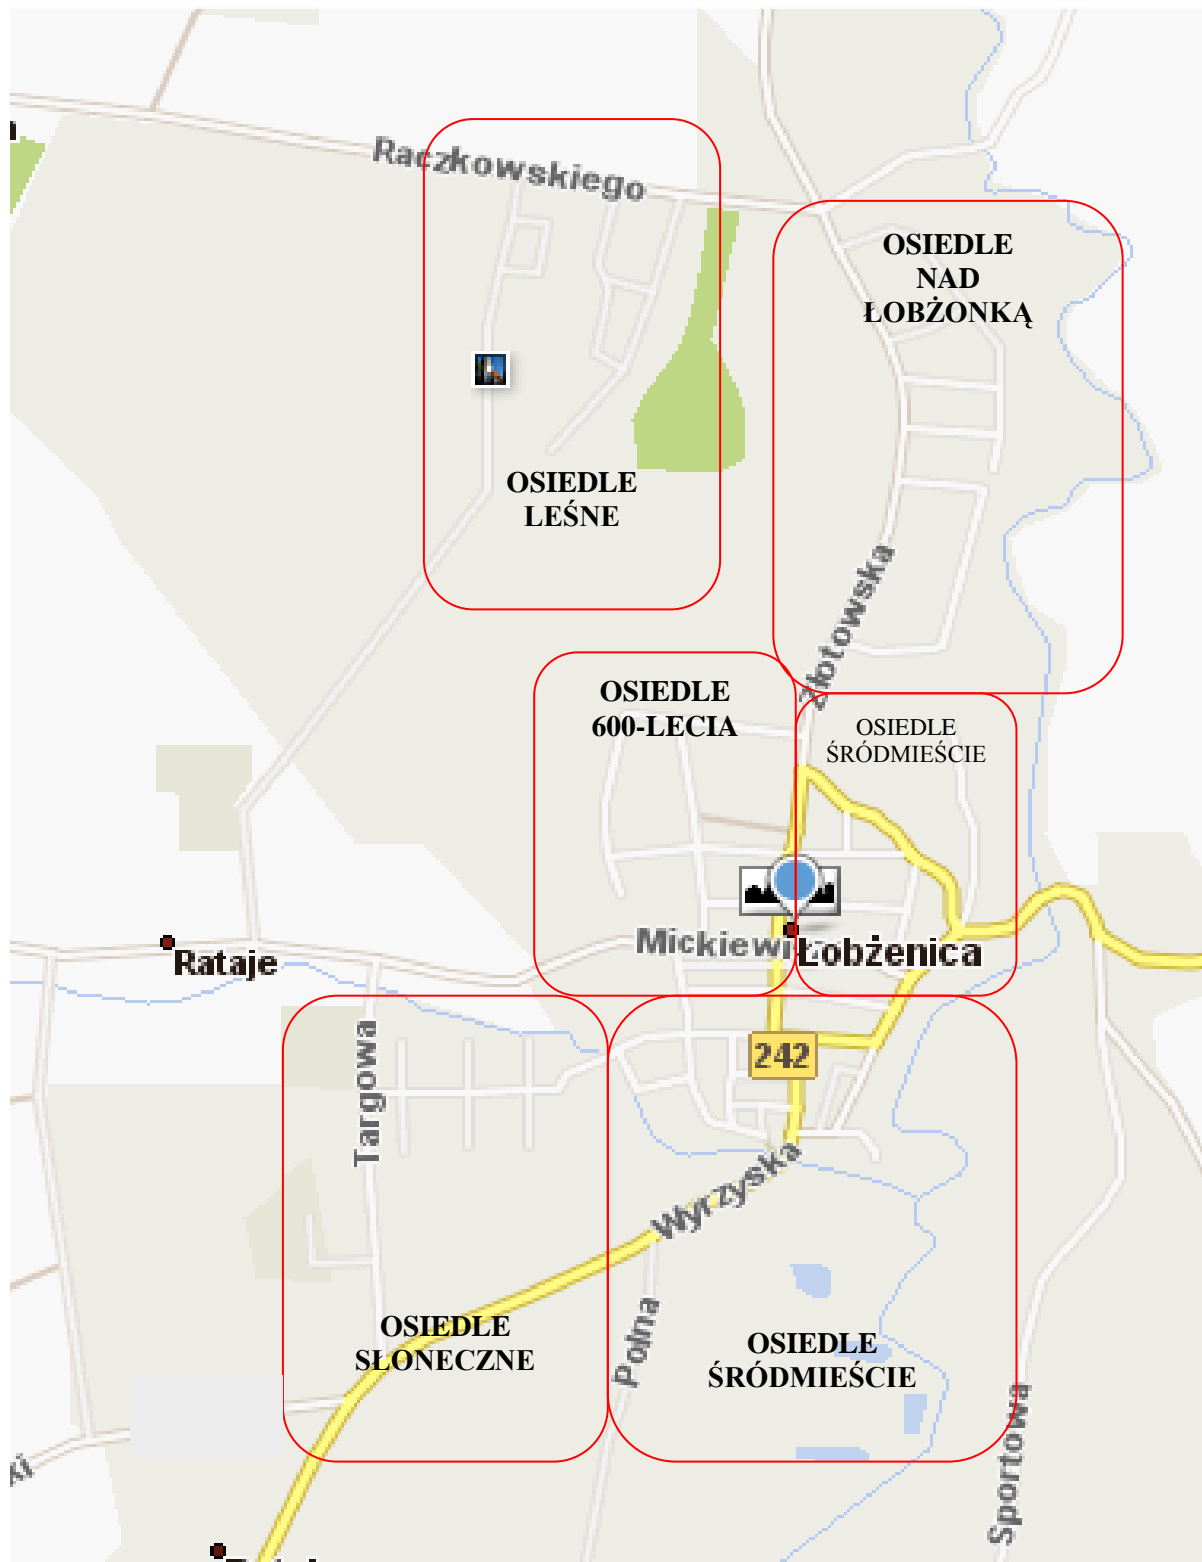 Raczkowskiego
OSIEDLE
NAD
ŁOBŻONKĄ
OSIEDLE
LEŚNE
Złotowska
OSIEDLE
600-LECIA
OSIEDLE
ŚRÓDMIEŚCIE
Rataje
Łobżenica
Targowa
242
Wyrzyska
Polna
OSIEDLE
SŁONECZNE
OSIEDLE
ŚRÓDMIEŚCIE
Sportowa